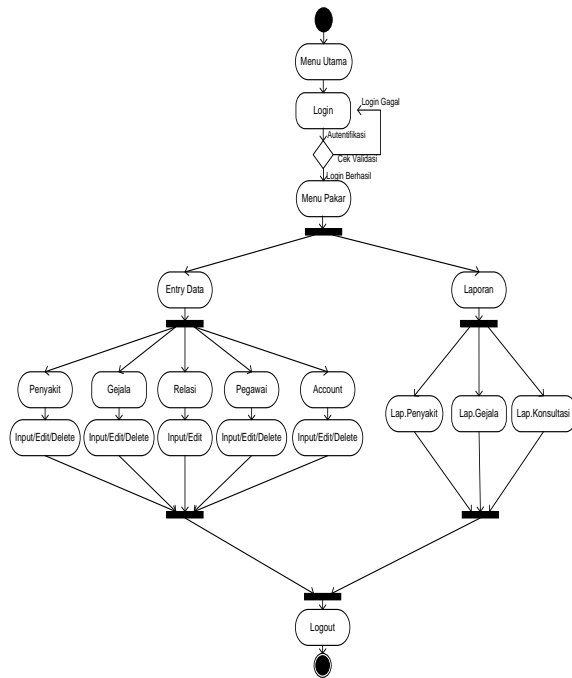 Menu Utama
Login Gagal
Login
Autentifikasi
Cek Validasi
Login Berhasil
Menu Pakar
Entry Data
Laporan
Penyakit
Gejala
Relasi
Pegawai
Account
Lap.Penyakit
Lap.Gejala
Lap.Konsultasi
Input/Edit/Delete
Input/Edit/Delete
Input/Edit
Input/Edit/Delete
Input/Edit/Delete
Logout